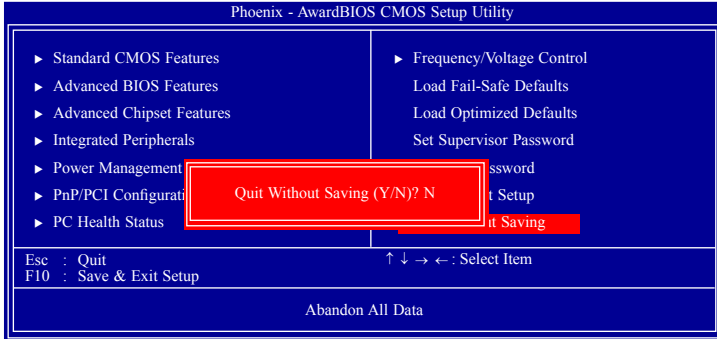 Phoenix - AwardBIOS CMOS Setup Utility
► Standard CMOS Features
► Advanced BIOS Features
► Advanced Chipset Features
► Integrated Peripherals
► Power Management
► PnP/PCI Configurati
► PC Health Status
► Frequency/Voltage Control
Load Fail-Safe Defaults
Load Optimized Defaults
Set Supervisor Password
ssword
t Setup
ut Saving
Quit Without Saving (Y/N)? N
Esc : Quit
F10 : Save & Exit Setup
↑ ↓ → ← : Select Item
Abandon All Data